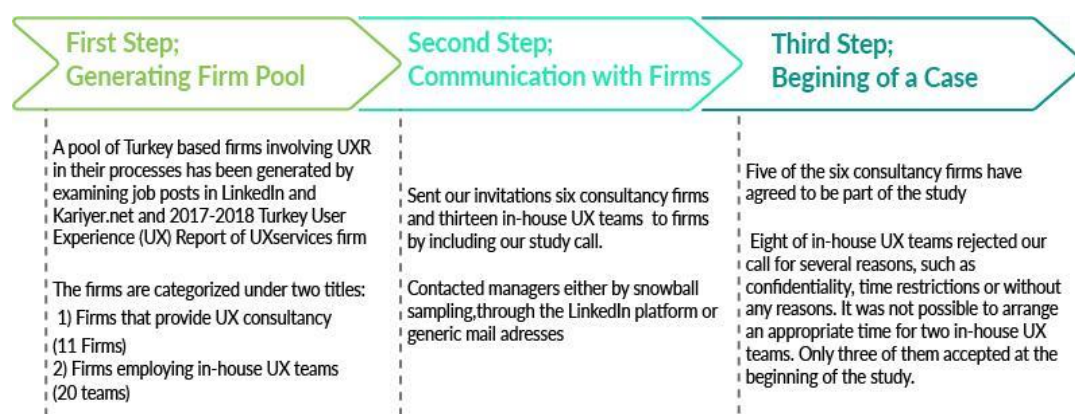 First Step;
Generating Firm Pool
A pool of Turkey based firms involving UXR
in their processes has been generated by
examining job posts in LinkedIn and
Kariyer.net and 2017-2018 Turkey User
Experience (UX) Report of UXservices firm
The firms are categorized under two titles:
1) Firms that provide UX consultancy
(11 Firms)
2) Firms employing in-house UX teams
(20 teams)
Second Step;
Communication with Firms
Sent our invitations six consultancy firms
and thirteen in-house UX teams to firms
by including our study call.
Contacted managers either by snowball
sampling,through the LinkedIn platform or
generic mail adresses
Third Step;
Begining of a Case
Five of the six consultancy firms have
agreed to be part of the study
Eight of in-house UX teams rejected our
call for several reasons, such as
confidentiality, time restrictions or without
any reasons. It was not possible to arrange
an appropriate time for two in-house UX
teams. Only three of them accepted at the
beginning of the study.